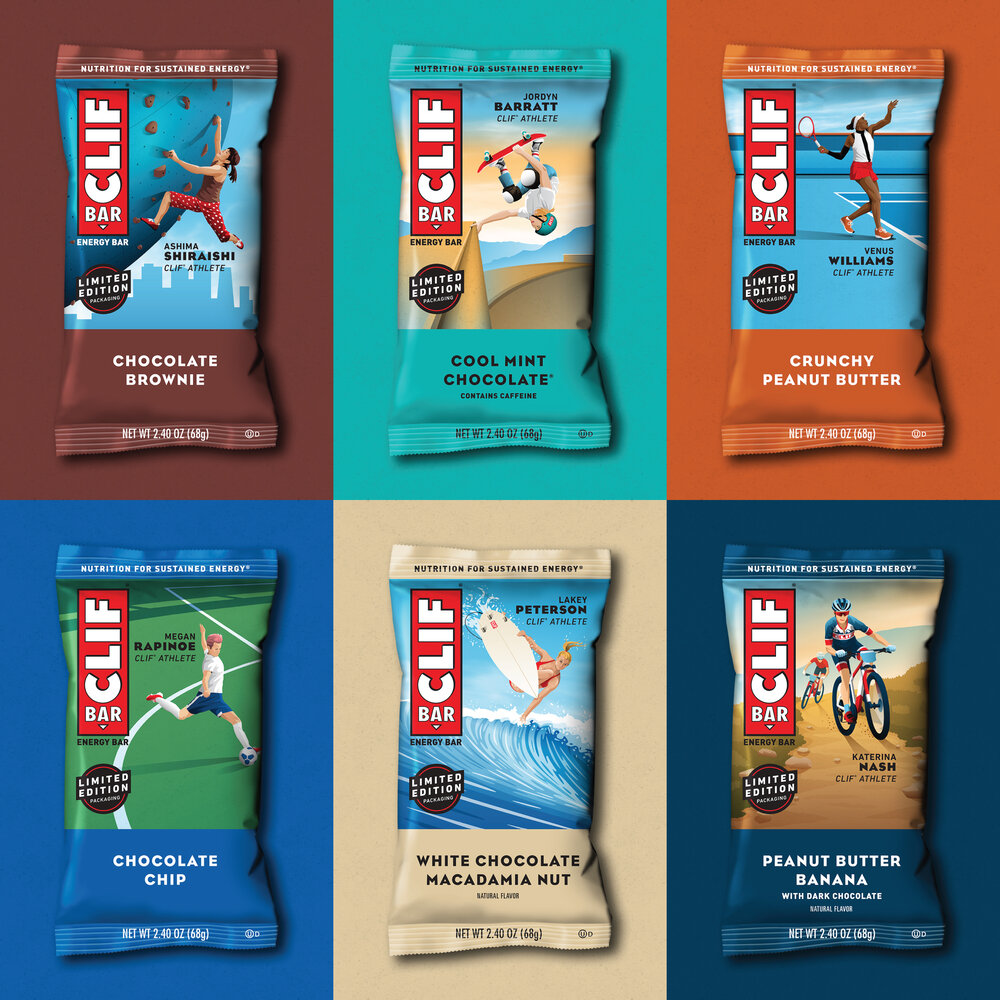 NUTRITION FOR SUSTAINED ENERGY®
CLIF
BAR
ENERGY BAR
ASHIMA
SHIRAISHI
CLIF® ATHLETE
LIMITED
EDITION
PACKAGING
CHOCOLATE
BROWNIE
NET WT 2.40 OZ (68g)
U D
NUTRITION FOR SUSTAINED ENERGY®
JORDYN
BARRATT
CLIF® ATHLETE
CLIF
BAR
ENERGY BAR
LIMITED
EDITION
PACKAGING
COOL MINT
CHOCOLATE®
CONTAINS CAFFEINE
NET WT 2.40 OZ (68g)
U D
NUTRITION FOR SUSTAINED ENERGY®
CLIF
BAR
ENERGY BAR
VENUS
WILLIAMS
CLIF® ATHLETE
LIMITED
EDITION
PACKAGING
CRUNCHY
PEANUT BUTTER
NET WT 2.40 OZ (68g)
U D
NUTRITION FOR SUSTAINED ENERGY®
CLIF
BAR
ENERGY BAR
MEGAN
RAPINOE
CLIF® ATHLETE
LIMITED
EDITION
PACKAGING
CHOCOLATE
CHIP
NET WT 2.40 OZ (68g)
U D
NUTRITION FOR SUSTAINED ENERGY®
LAKEY
PETERSON
CLIF® ATHLETE
CLIF
BAR
ENERGY BAR
LIMITED
EDITION
PACKAGING
WHITE CHOCOLATE
MACADAMIA NUT
NATURAL FLAVOR
NET WT 2.40 OZ (68g)
U D
NUTRITION FOR SUSTAINED ENERGY®
CLIF
BAR
ENERGY BAR
KATERINA
NASH
CLIF® ATHLETE
LIMITED
EDITION
PACKAGING
PEANUT BUTTER
BANANA
WITH DARK CHOCOLATE
NATURAL FLAVOR
NET WT 2.40 OZ (68g)
U D